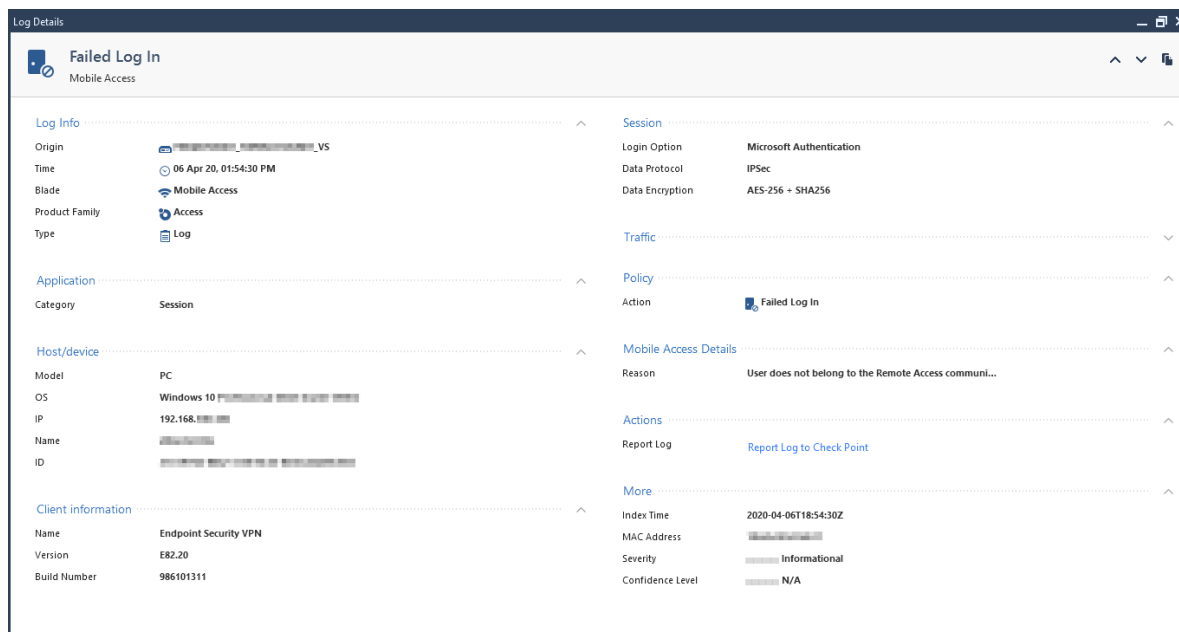 Log Details
Failed Log In
Mobile Access
Log Info
Origin _VS
Time 06 Apr 20, 01:54:30 PM
Blade Mobile Access
Product Family Access
Type Log
Application
Category Session
Host/device
Model PC
OS Windows 10
IP 192.168.
Name
ID
Client information
Name Endpoint Security VPN
Version E82.20
Build Number 986101311
Session
Login Option Microsoft Authentication
Data Protocol IPSec
Data Encryption AES-256 + SHA256
Traffic
Policy
Action Failed Log In
Mobile Access Details
Reason User does not belong to the Remote Access communi...
Actions
Report Log Report Log to Check Point
More
Index Time 2020-04-06T18:54:30Z
MAC Address
Severity Informational
Confidence Level N/A